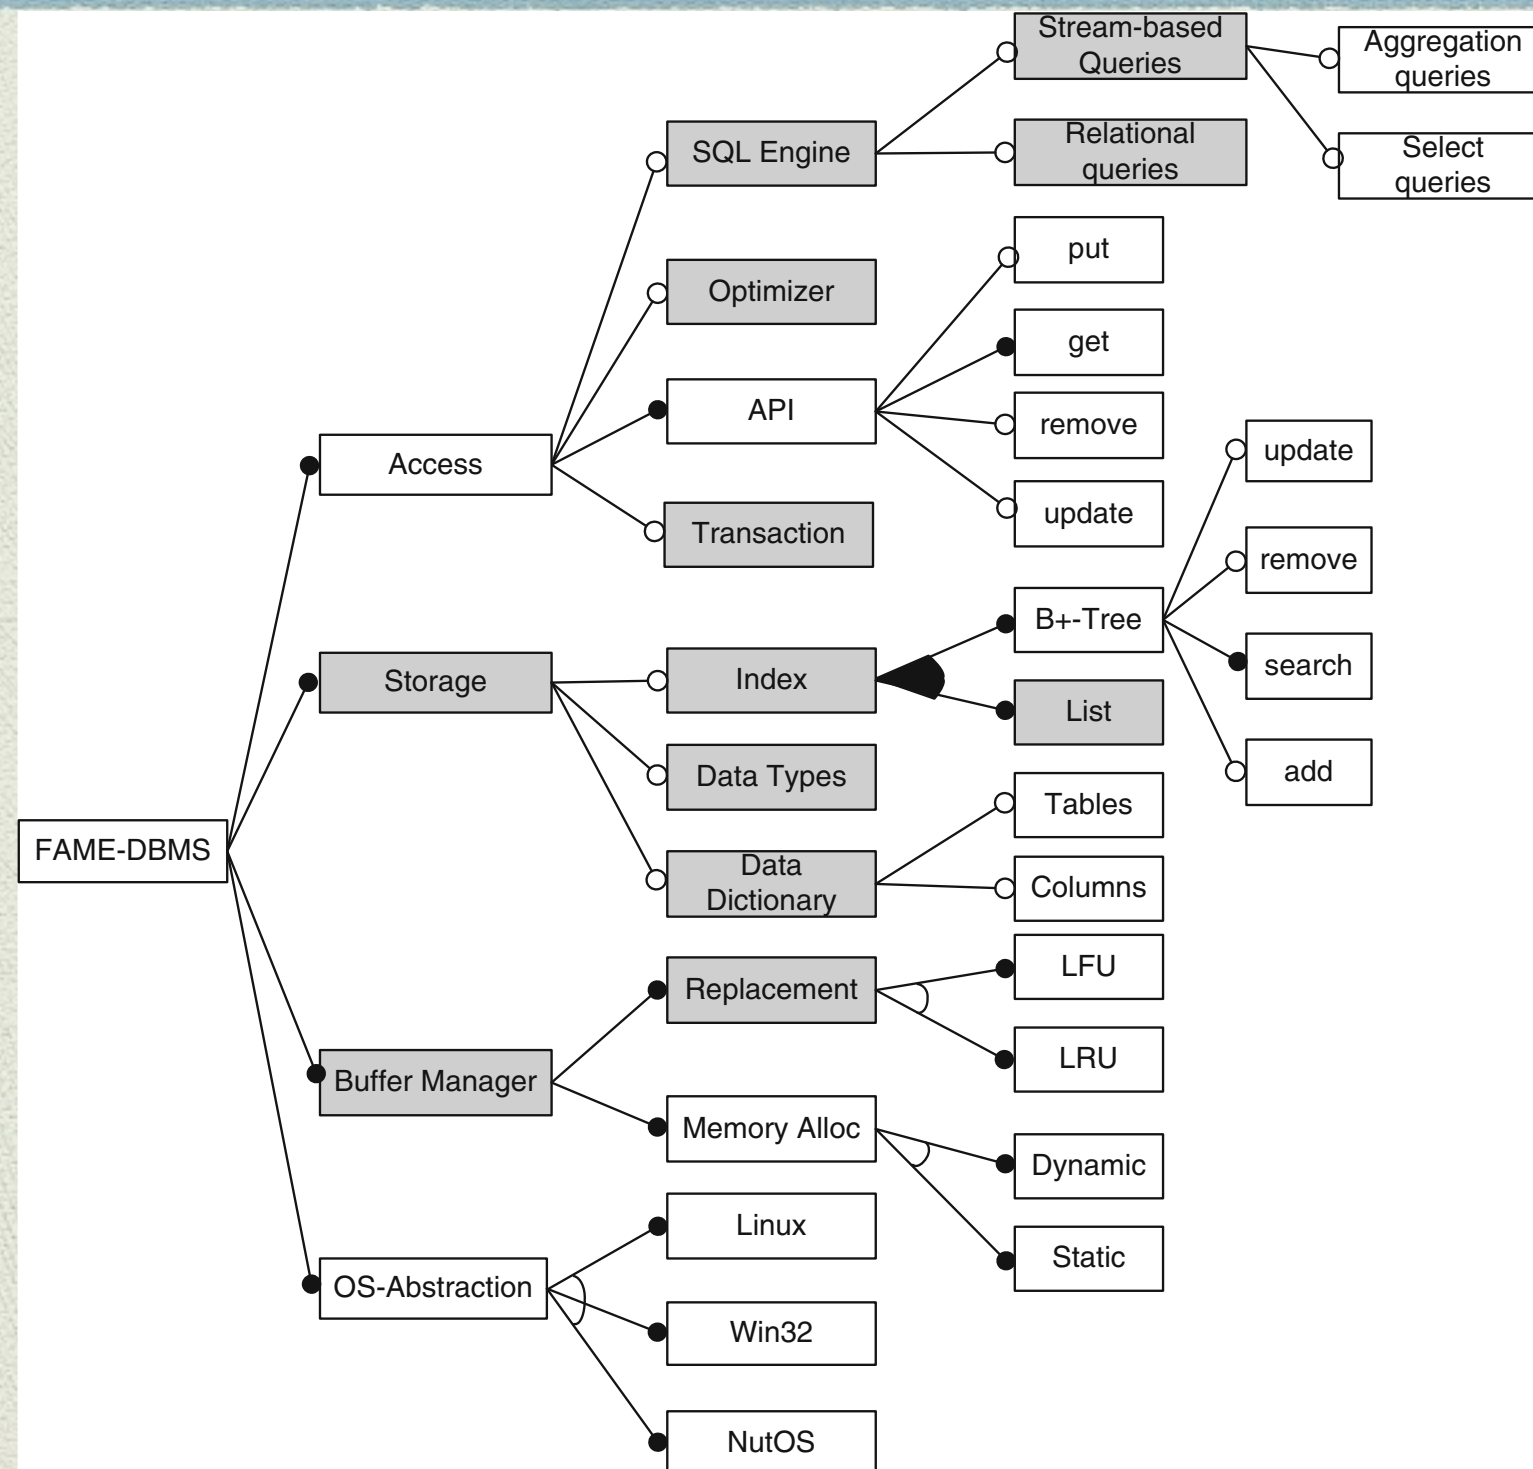 Stream-based
Queries
Aggregation
queries
SQL Engine
Relational
queries
Select
queries
put
Optimizer
get
API
remove
Access
update
update
Transaction
remove
B+-Tree
search
Storage
Index
List
add
Data Types
Tables
FAME-DBMS
Data
Dictionary
Columns
LFU
Replacement
LRU
Buffer Manager
Memory Alloc
Dynamic
Linux
Static
OS-Abstraction
Win32
NutOS